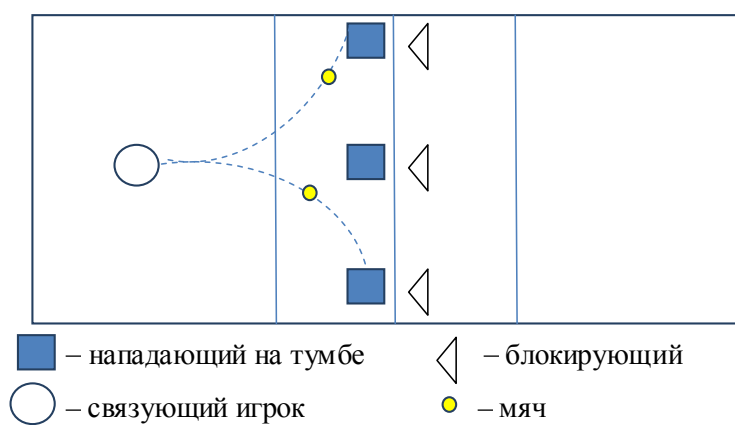 – нападающий на тумбе
– блокирующий
– связующий игрок
– мяч